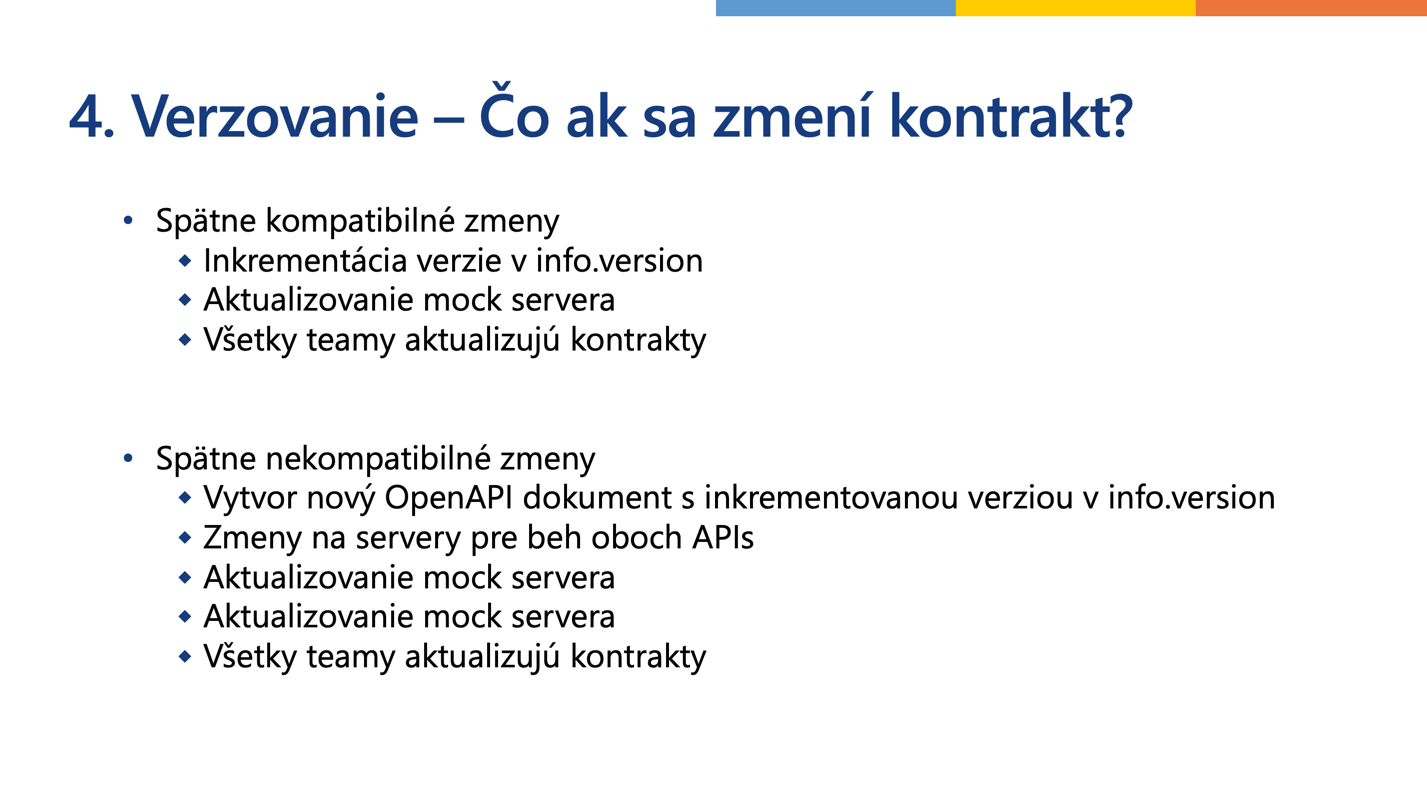 4. Verzovanie – Čo ak sa zmení kontrakt?
• Spätne kompatibilné zmeny
◆ Inkrementácia verzie v info.version
◆ Aktualizovanie mock servera
◆ Všetky teamy aktualizujú kontrakty
• Spätne nekompatibilné zmeny
◆ Vytvor nový OpenAPI dokument s inkrementovanou verziou v info.version
◆ Zmeny na servery pre beh oboch APIs
◆ Aktualizovanie mock servera
◆ Aktualizovanie mock servera
◆ Všetky teamy aktualizujú kontrakty